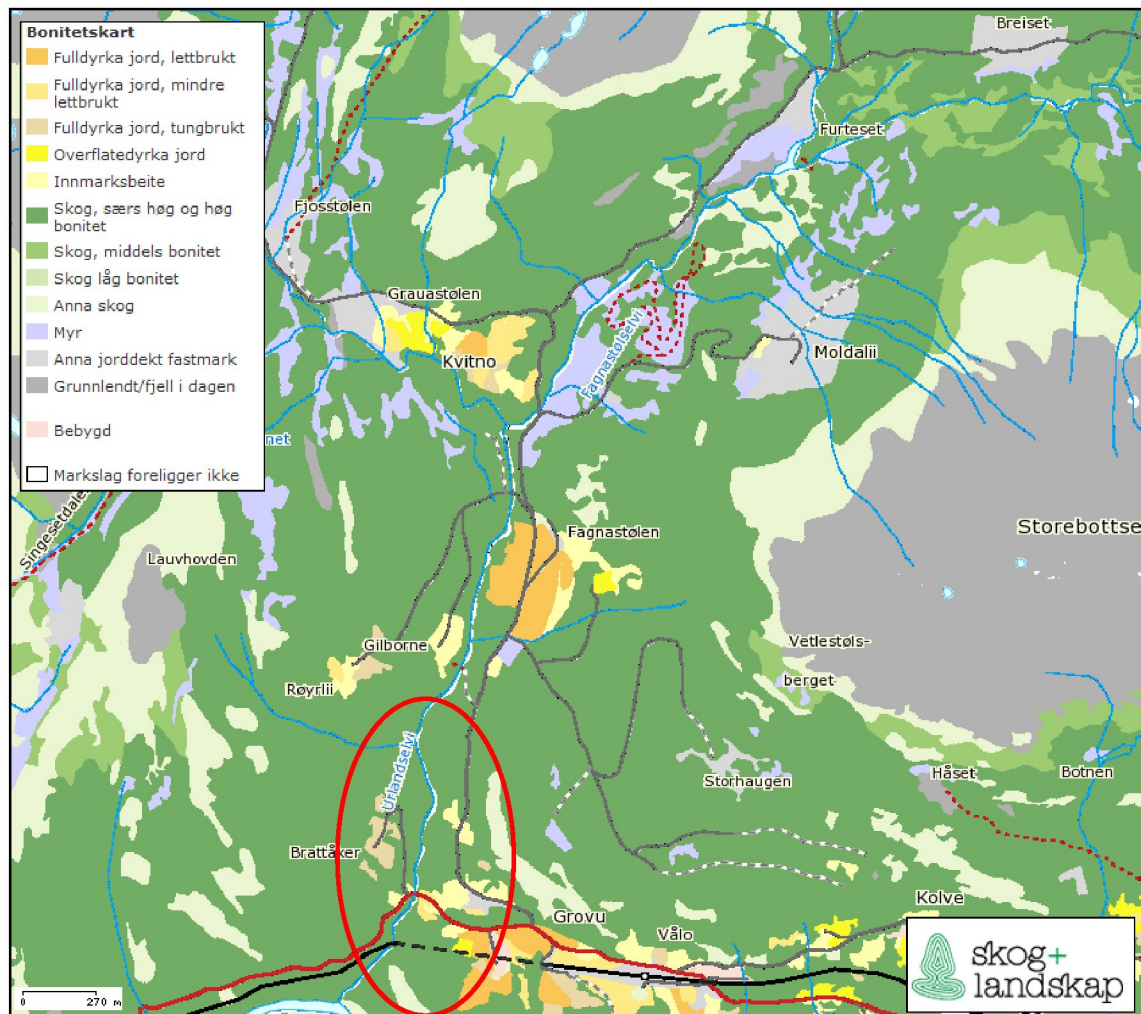 Bonitetskart
Fulldyrka jord, lettbrukt
Fulldyrka jord, mindre
lettbrukt
Fulldyrka jord, tungbrukt
Overflatedyrka jord
Innmarksbeite
Skog, særs høg og høg
bonitet
Skog, middels bonitet
Skog låg bonitet
Anna skog
Myr
Anna jorddekt fastmark
Grunnlendt/fjell i dagen
Bebygd
Markslag foreligger ikke
Breiset
Furteset
Fjosstølen
Grauastølen
Kvitno
Fagnastølselvi
Moldalii
net
Singesetdalen
Lauvhovden
Fagnastølen
Storebottse
Gilborne
Røyrlii
Vetlestøls-
berget
Urlandselvi
Storhaugen
Håset
Botnen
Brattåker
Grovu
Vålo
Kolve
0 270 m
skog+
landskap